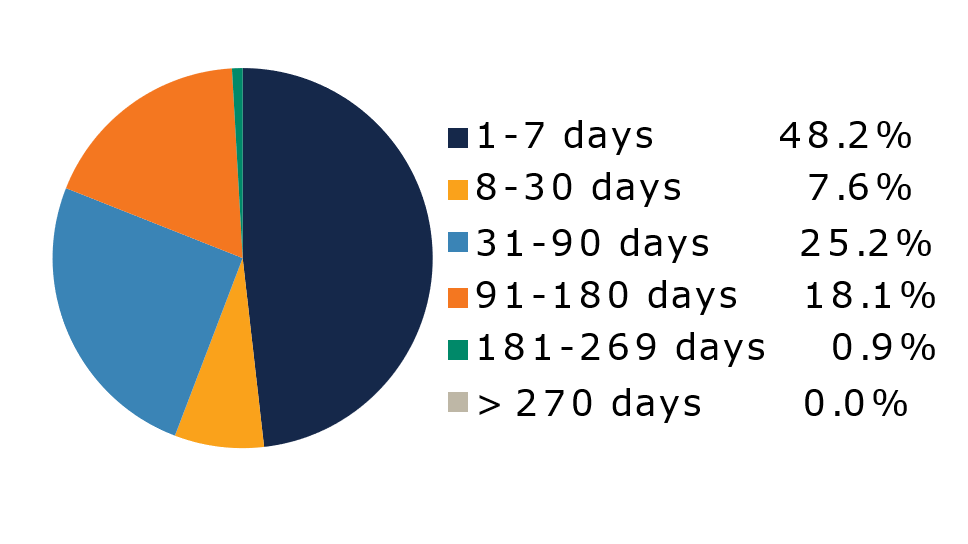 1-7 days 48.2%
8-30 days 7.6%
31-90 days 25.2%
91-180 days 18.1%
181-269 days 0.9%
> 270 days 0.0%